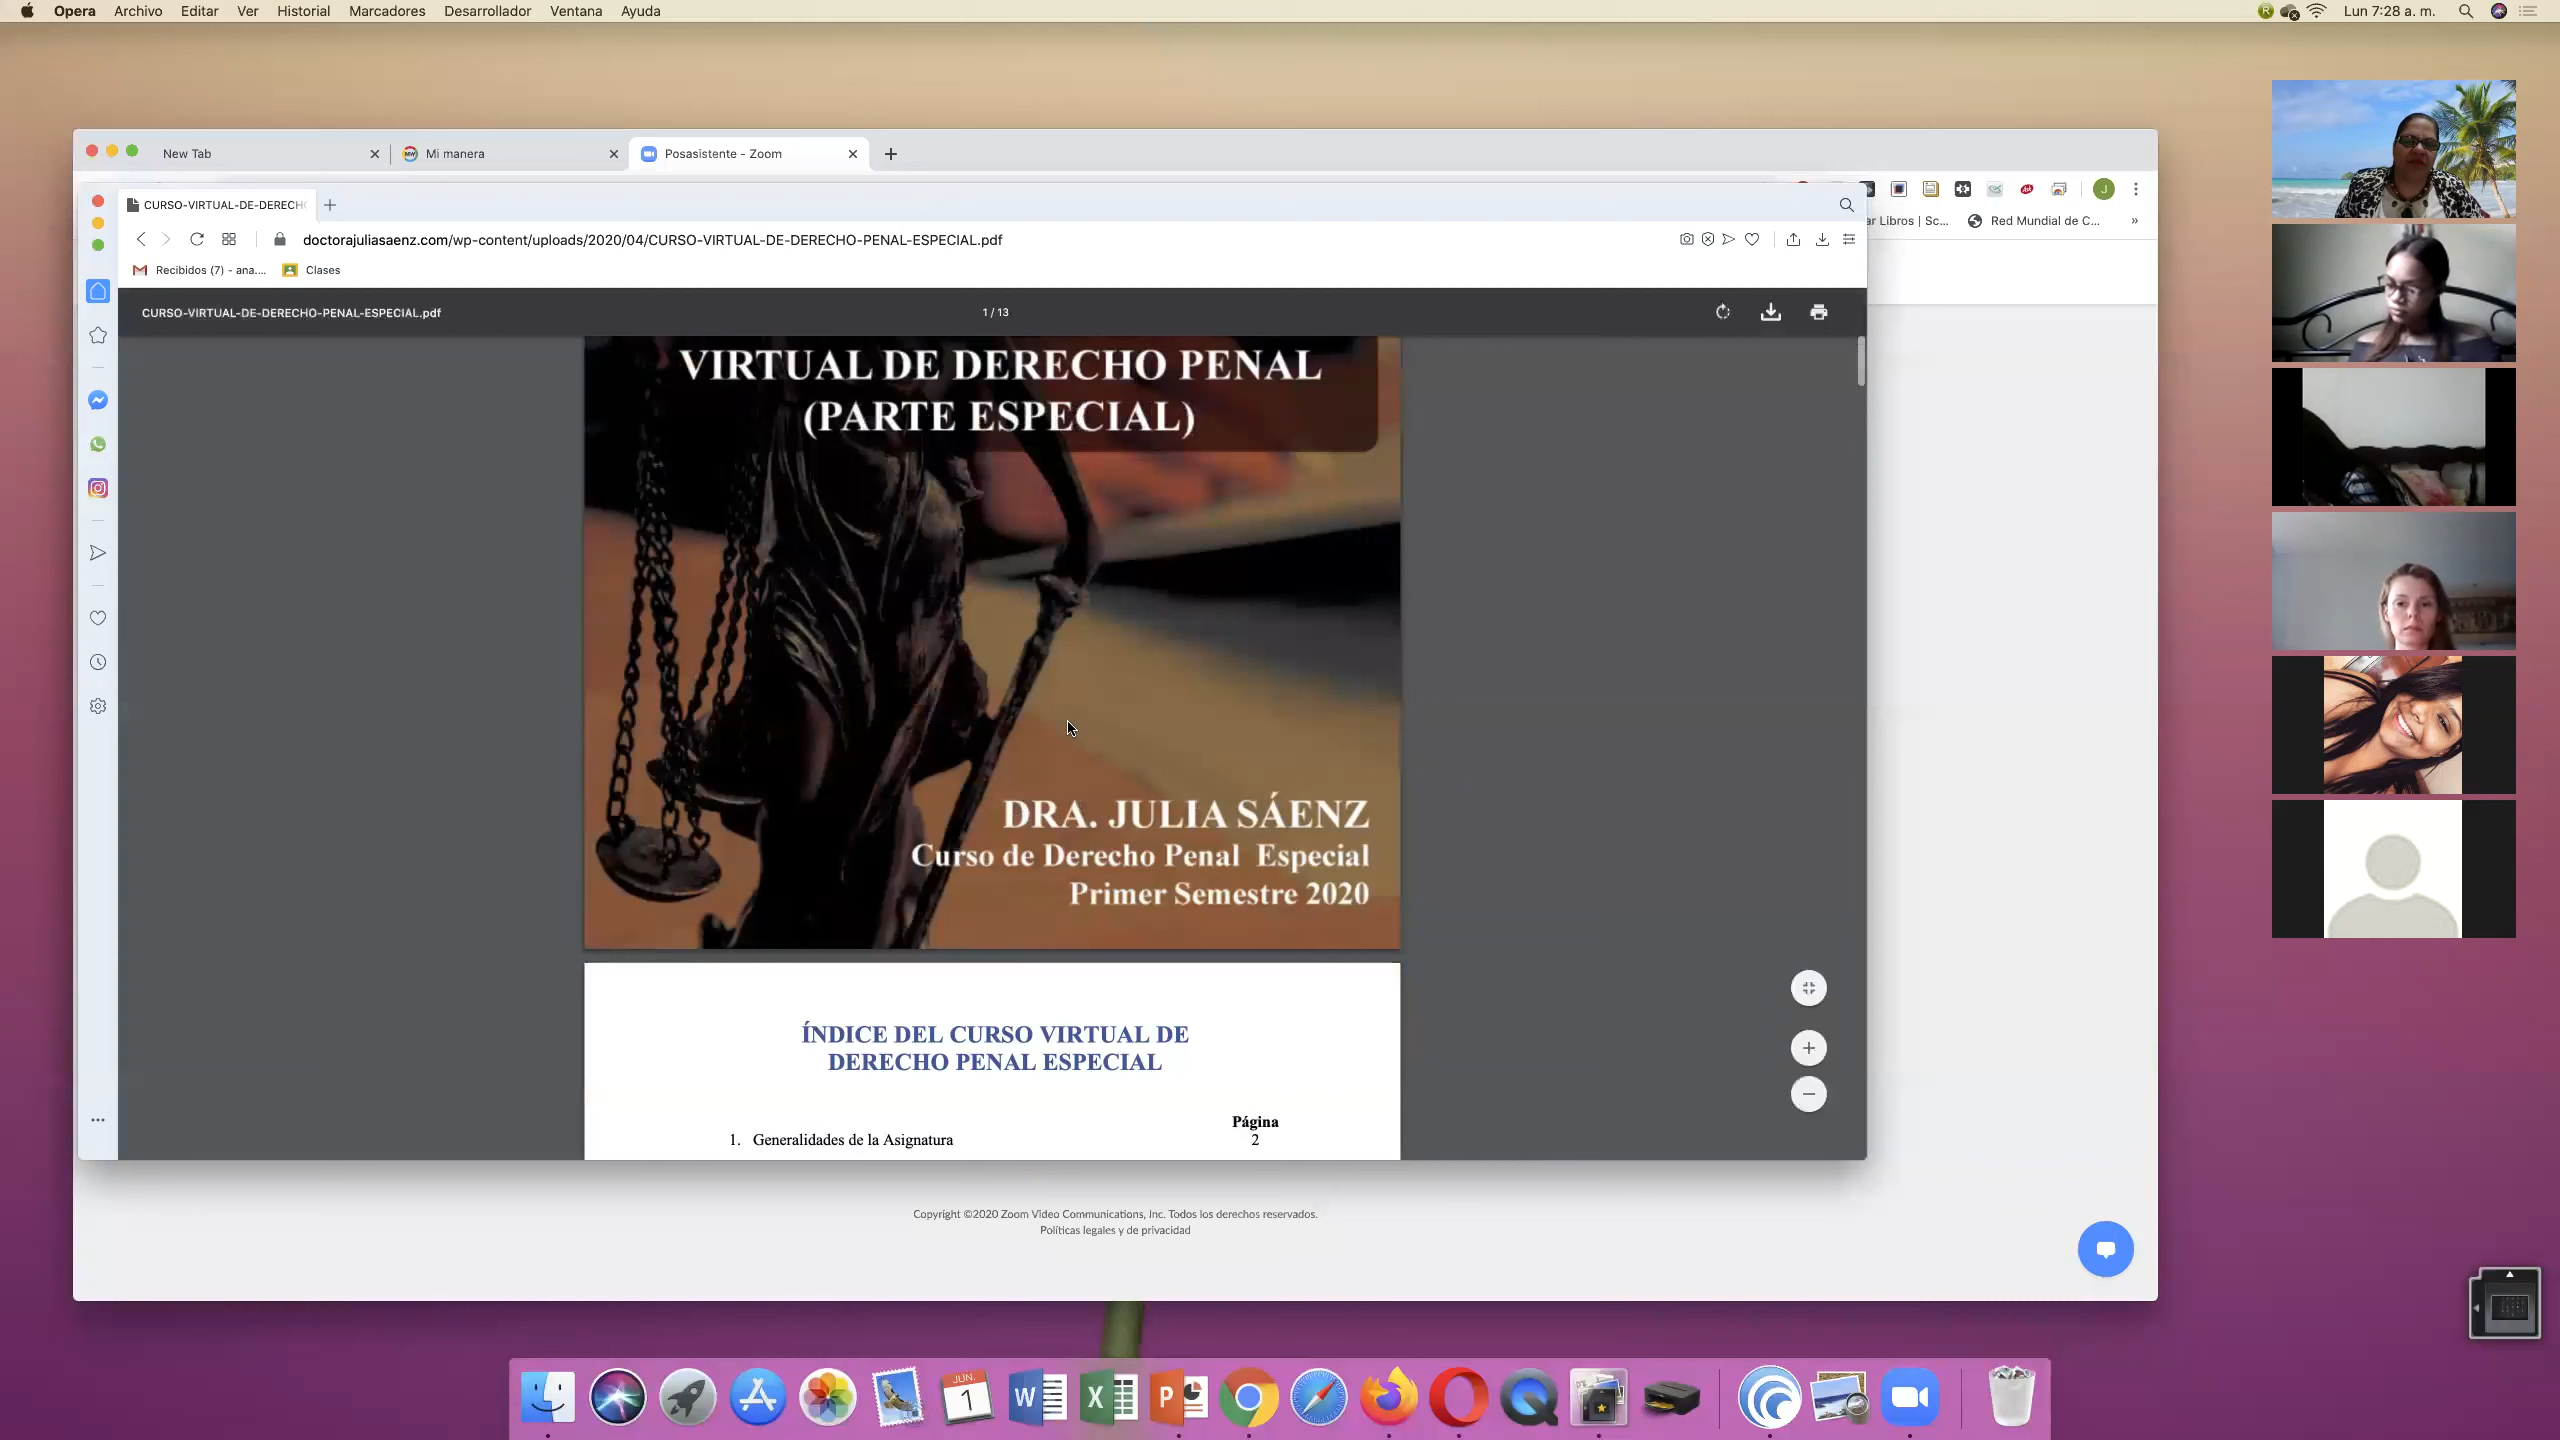 Opera Archivo Editar Ver Historial Marcadores Desarrollador Ventana Ayuda
Lun 7:28 a. m.
New Tab
Mi manera
Posasistente - Zoom
CURSO-VIRTUAL-DE-DERECH
J
ar Libros | Sc...
Red Mundial de C...
»
doctorajuliasaenz.com/wp-content/uploads/2020/04/CURSO-VIRTUAL-DE-DERECHO-PENAL-ESPECIAL.pdf
Recibidos (7) - ana....
Clases
CURSO-VIRTUAL-DE-DERECHO-PENAL-ESPECIAL.pdf
1 / 13
VIRTUAL DE DERECHO PENAL
(PARTE ESPECIAL)
DRA. JULIA SÁENZ
Curso de Derecho Penal Especial
Primer Semestre 2020
ÍNDICE DEL CURSO VIRTUAL DE
DERECHO PENAL ESPECIAL
Página
1. Generalidades de la Asignatura 2
Copyright ©2020 Zoom Video Communications, Inc. Todos los derechos reservados.
Políticas legales y de privacidad
JUN.
1
W
X
P